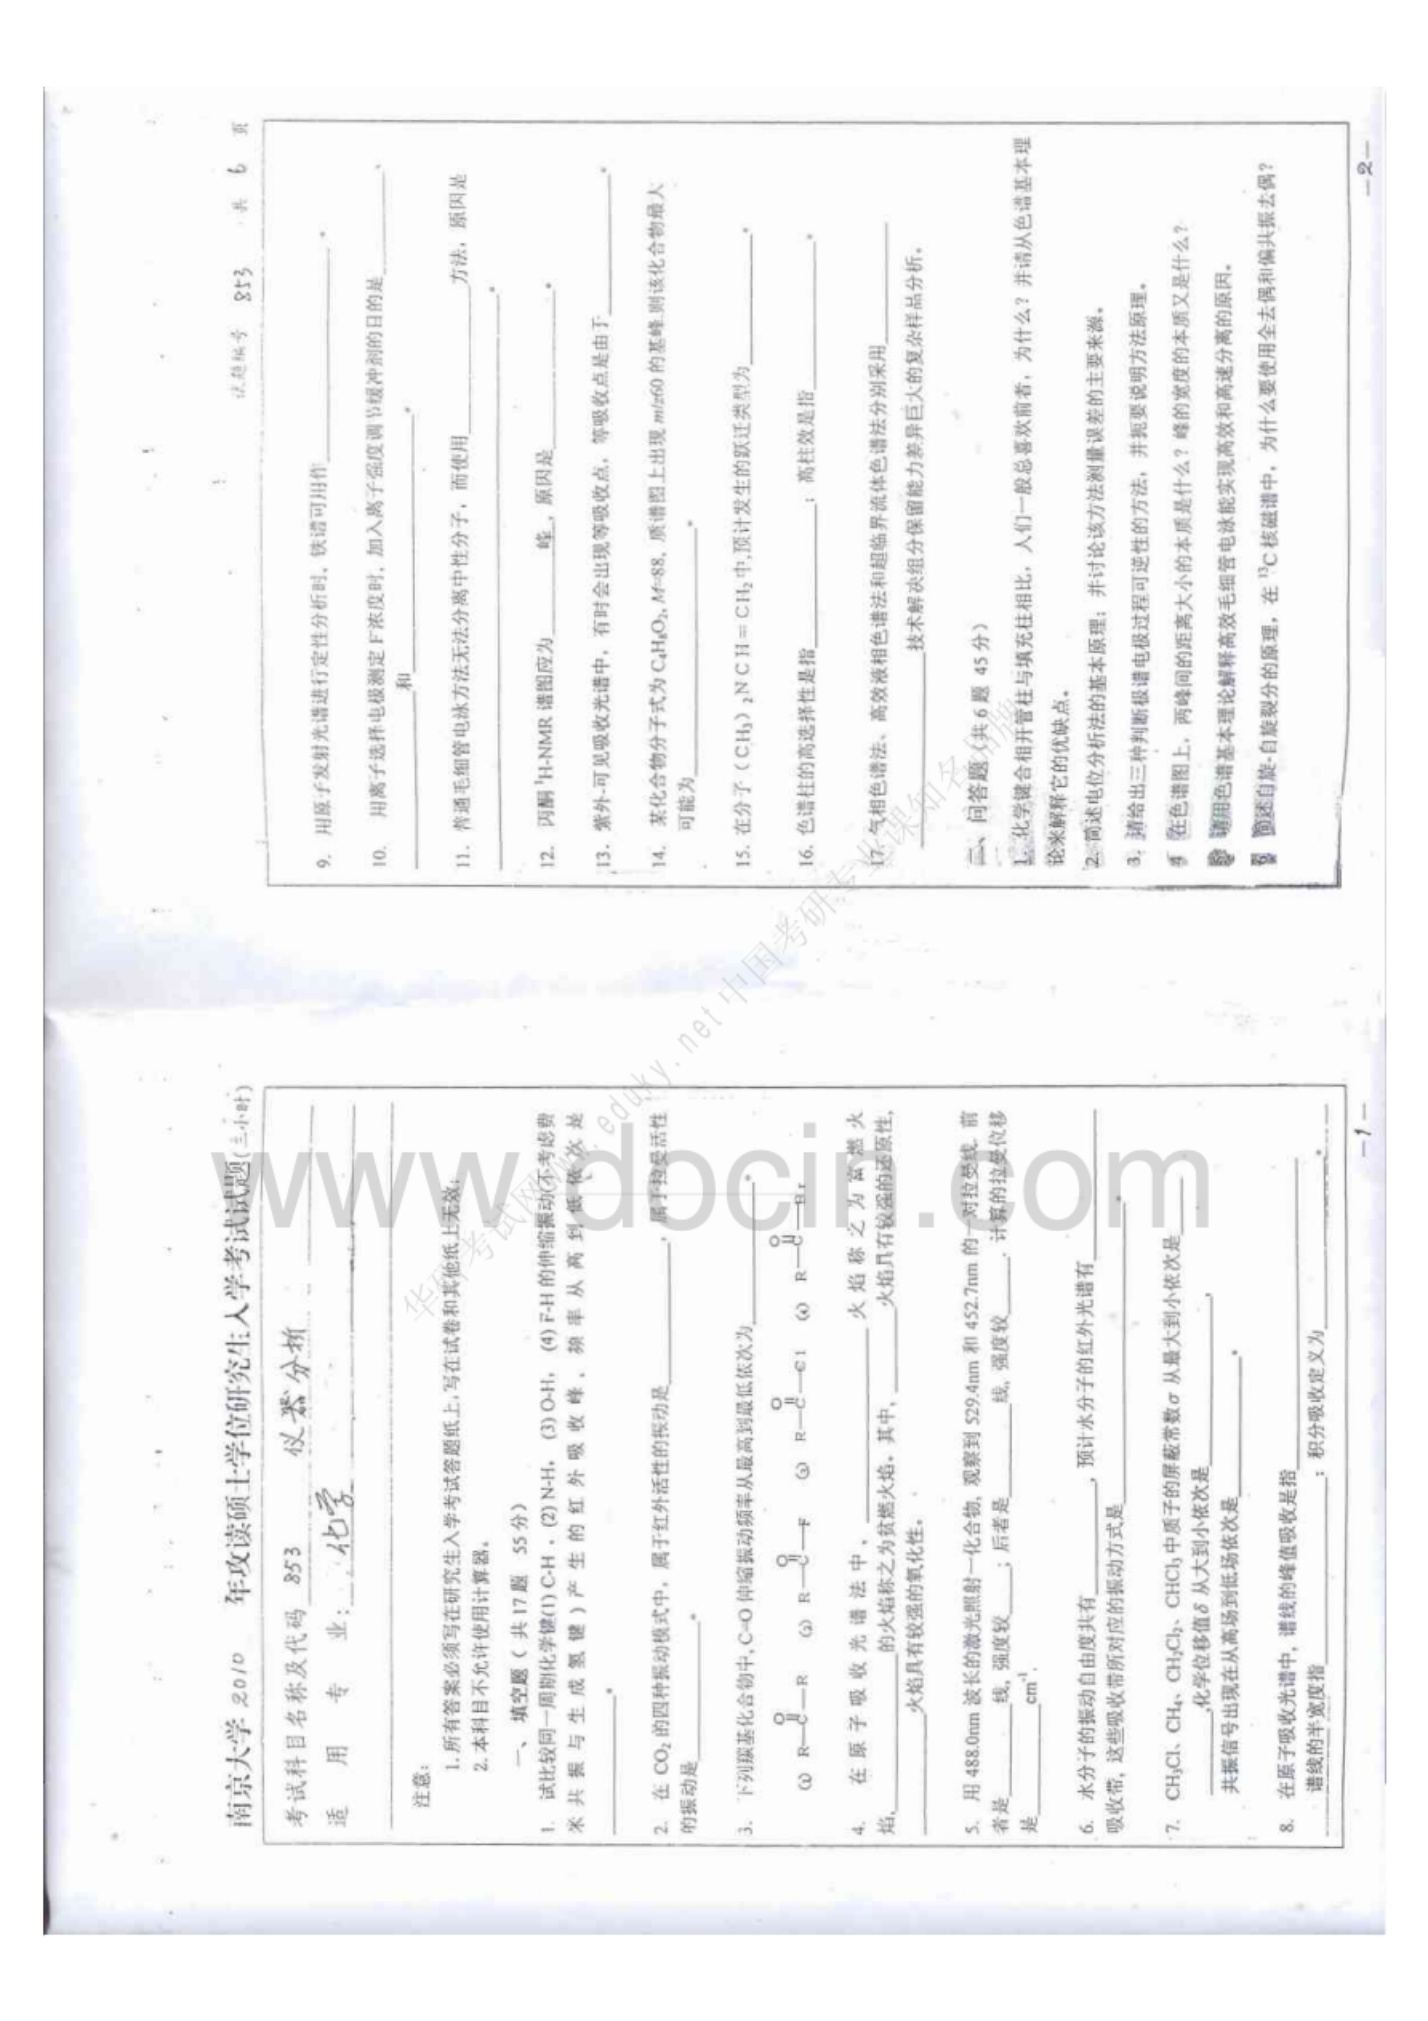 南京大学 2010 年攻读硕士学位研究生入学考试试题(三小时)
考试科目名称及代码 853 仪器分析
适用专业: 化学
注意:
1. 所有答案必须写在研究生入学考试答题纸上,写在试卷和其他纸上无效;
2. 本科目不允许使用计算器。
一、 填空题 ( 共 17 题 55 分)
1. 试比较同一周期化学键(1) C-H , (2) N-H, (3) O-H, (4) F-H 的伸缩振动(不考虑费
米共振与生成氢键)产生的红外吸收峰, 频率从高到低依次是
。
2. 在 CO2 的四种振动模式中, 属于红外活性的振动是 , 属于拉曼活性
的振动是 。
3. 下列羰基化合物中, C=O 伸缩振动频率从最高到最低依次为 。
R—C—R R—C—F R—C—Cl R—C—Br
O O O O
4. 在原子吸收光谱法中, 火焰称之为富燃火
焰, 的火焰称之为贫燃火焰。其中, 火焰具有较强的还原性,
火焰具有较强的氧化性。
5. 用 488.0nm 波长的激光照射一化合物, 观察到 529.4nm 和 452.7nm 的一对拉曼线. 前
者是 线, 强度较 ; 后者是 线, 强度较 . 计算的拉曼位移
是 cm-1.
6. 水分子的振动自由度共有 , 预计水分子的红外光谱有
吸收带, 这些吸收带所对应的振动方式是 。
7. CH3Cl、CH4、CH2Cl2、CHCl3 中质子的屏蔽常数σ 从最大到小依次是
,化学位移值δ 从大到小依次是 ,
共振信号出现在从高场到低场依次是 。
8. 在原子吸收光谱中, 谱线的峰值吸收是指
谱线的半宽度指 ; 积分吸收定义为 。
—1—
试题编号 853 共 6 页
9. 用原子发射光谱进行定性分析时, 铁谱可用作 。
10. 用离子选择电极测定 F-浓度时, 加入离子强度调节缓冲剂的目的是 、
和 。
11. 普通毛细管电泳方法无法分离中性分子, 而使用 方法, 原因是
。
12. 丙酮 1H-NMR 谱图应为 峰, 原因是 。
13. 紫外-可见吸收光谱中, 有时会出现等吸收点, 等吸收点是由于 。
14. 某化合物分子式为 C4H8O2, M=88, 质谱图上出现 m/z60 的基峰.则该化合物最大
可能为 。
15. 在分子 ( CH3 ) 2 N C H = C H2 中,预计发生的跃迁类型为 。
16. 色谱柱的高选择性是指 ; 高柱效是指 。
17. 气相色谱法、高效液相色谱法和超临界流体色谱法分别采用
技术解决组分保留能力差异巨大的复杂样品分析。
二、 问答题 (共 6 题 45 分)
1. 化学键合相开管柱与填充柱相比, 人们一般总喜欢前者, 为什么? 并请从色谱基本理
论来解释它的优缺点。
2. 简述电位分析法的基本原理; 并讨论该方法测量误差的主要来源。
3. 请给出三种判断极谱电极过程可逆性的方法, 并扼要说明方法原理。
4 在色谱图上, 两峰间的距离大小的本质是什么? 峰的宽度的本质又是什么?
5 请用色谱基本理论解释高效毛细管电泳能实现高效和高速分离的原因。
6 简述自旋-自旋裂分的原理, 在 13C 核磁谱中, 为什么要使用全去偶和偏共振去偶?
—2—
www.docin.com